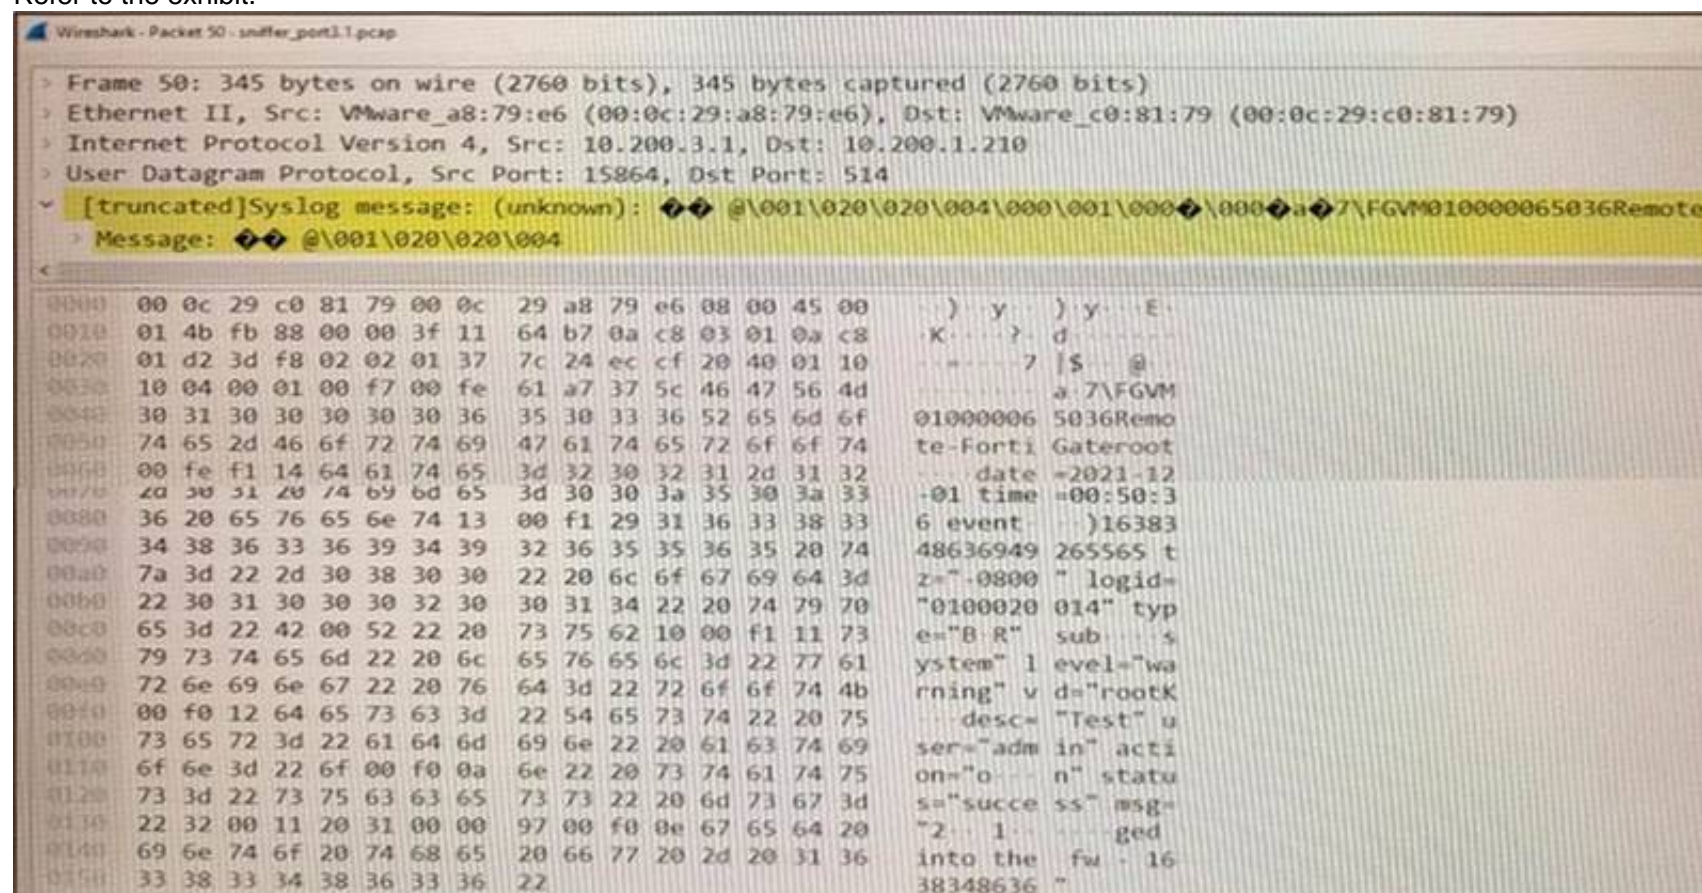 Refer to the exhibit.
Wireshark - Packet 50 - sniffer_port3.1.pcap
> Frame 50: 345 bytes on wire (2760 bits), 345 bytes captured (2760 bits)
> Ethernet II, Src: VMware_a8:79:e6 (00:0c:29:a8:79:e6), Dst: VMware_c0:81:79 (00:0c:29:c0:81:79)
> Internet Protocol Version 4, Src: 10.200.3.1, Dst: 10.200.1.210
> User Datagram Protocol, Src Port: 15864, Dst Port: 514
[truncated]Syslog message: (unknown): �� @\001\020\020\004\000\001\000�\000�a�7\FGVM010000065036Remote
> Message: �� @\001\020\020\004
0000 00 0c 29 c0 81 79 00 0c 29 a8 79 e6 08 00 45 00 ··)··y·· )·y···E·
0010 01 4b fb 88 00 00 3f 11 64 b7 0a c8 03 01 0a c8 ·K····?· d·······
0020 01 d2 3d f8 02 02 01 37 7c 24 ec cf 20 40 01 10 ··=····7 |$·· @··
0030 10 04 00 01 00 f7 00 fe 61 a7 37 5c 46 47 56 4d ········ a·7\FGVM
0040 30 31 30 30 30 30 30 36 35 30 33 36 52 65 6d 6f 01000006 5036Remo
0050 74 65 2d 46 6f 72 74 69 47 61 74 65 72 6f 6f 74 te-Forti Gateroot
0060 00 fe f1 14 64 61 74 65 3d 32 30 32 31 2d 31 32 ····date =2021-12
0070 2d 30 31 20 74 69 6d 65 3d 30 30 3a 35 30 3a 33 -01 time =00:50:3
0080 36 20 65 76 65 6e 74 13 00 f1 29 31 36 33 38 33 6 event· ··)16383
0090 34 38 36 33 36 39 34 39 32 36 35 35 36 35 20 74 48636949 265565 t
00a0 7a 3d 22 2d 30 38 30 30 22 20 6c 6f 67 69 64 3d z="-0800 " logid=
00b0 22 30 31 30 30 30 32 30 30 31 34 22 20 74 79 70 "0100020 014" typ
00c0 65 3d 22 42 00 52 22 20 73 75 62 10 00 f1 11 73 e="B·R" sub····s
00d0 79 73 74 65 6d 22 20 6c 65 76 65 6c 3d 22 77 61 ystem" l evel="wa
00e0 72 6e 69 6e 67 22 20 76 64 3d 22 72 6f 6f 74 4b rning" v d="rootK
00f0 00 f0 12 64 65 73 63 3d 22 54 65 73 74 22 20 75 ···desc= "Test" u
0100 73 65 72 3d 22 61 64 6d 69 6e 22 20 61 63 74 69 ser="adm in" acti
0110 6f 6e 3d 22 6f 00 f0 0a 6e 22 20 73 74 61 74 75 on="o··· n" statu
0120 73 3d 22 73 75 63 63 65 73 73 22 20 6d 73 67 3d s="succe ss" msg=
0130 22 32 00 11 20 31 00 00 97 00 f0 0e 67 65 64 20 "2·· 1·· ····ged
0140 69 6e 74 6f 20 74 68 65 20 66 77 20 2d 20 31 36 into the fw - 16
0150 33 38 33 34 38 36 33 36 22 38348636 "